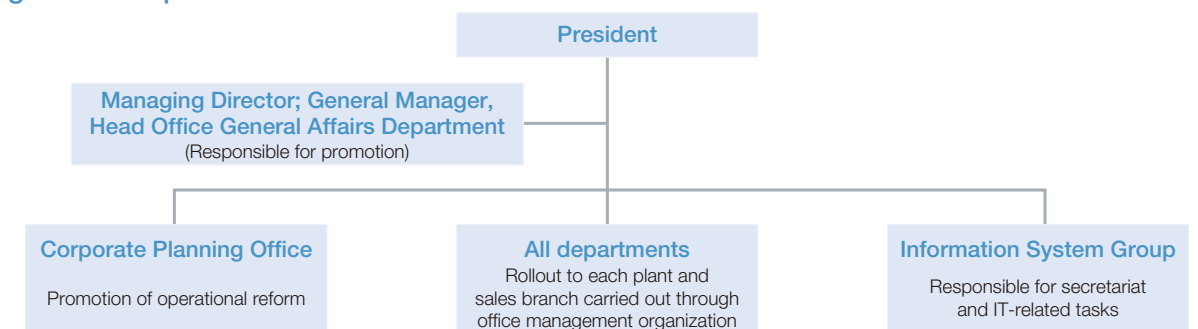 President
Managing Director; General Manager,
Head Office General Affairs Department
(Responsible for promotion)
Corporate Planning Office
Promotion of operational reform
All departments
Rollout to each plant and
sales branch carried out through
office management organization
Information System Group
Responsible for secretariat
and IT-related tasks